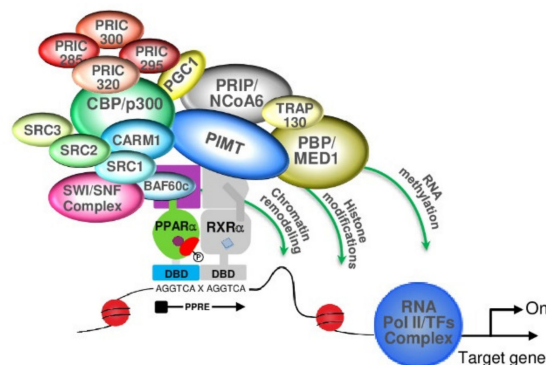 PRIC
300
PRIC
285
PRIC
295
PRIC
320
PGC1
PRIP/
NCoA6
CBP/p300
TRAP
130
SRC3
CARM1
PIMT
PBP/
MED1
SRC2
SRC1
SWI/SNF
Complex
BAF60c
RNA
methylation
Chromatin
remodeling
Histone
modifications
PPARα
RXRα
P
DBD
DBD
AGGTCA X AGGTCA
PPRE
RNA
Pol II/TFs
Complex
On
Target gene